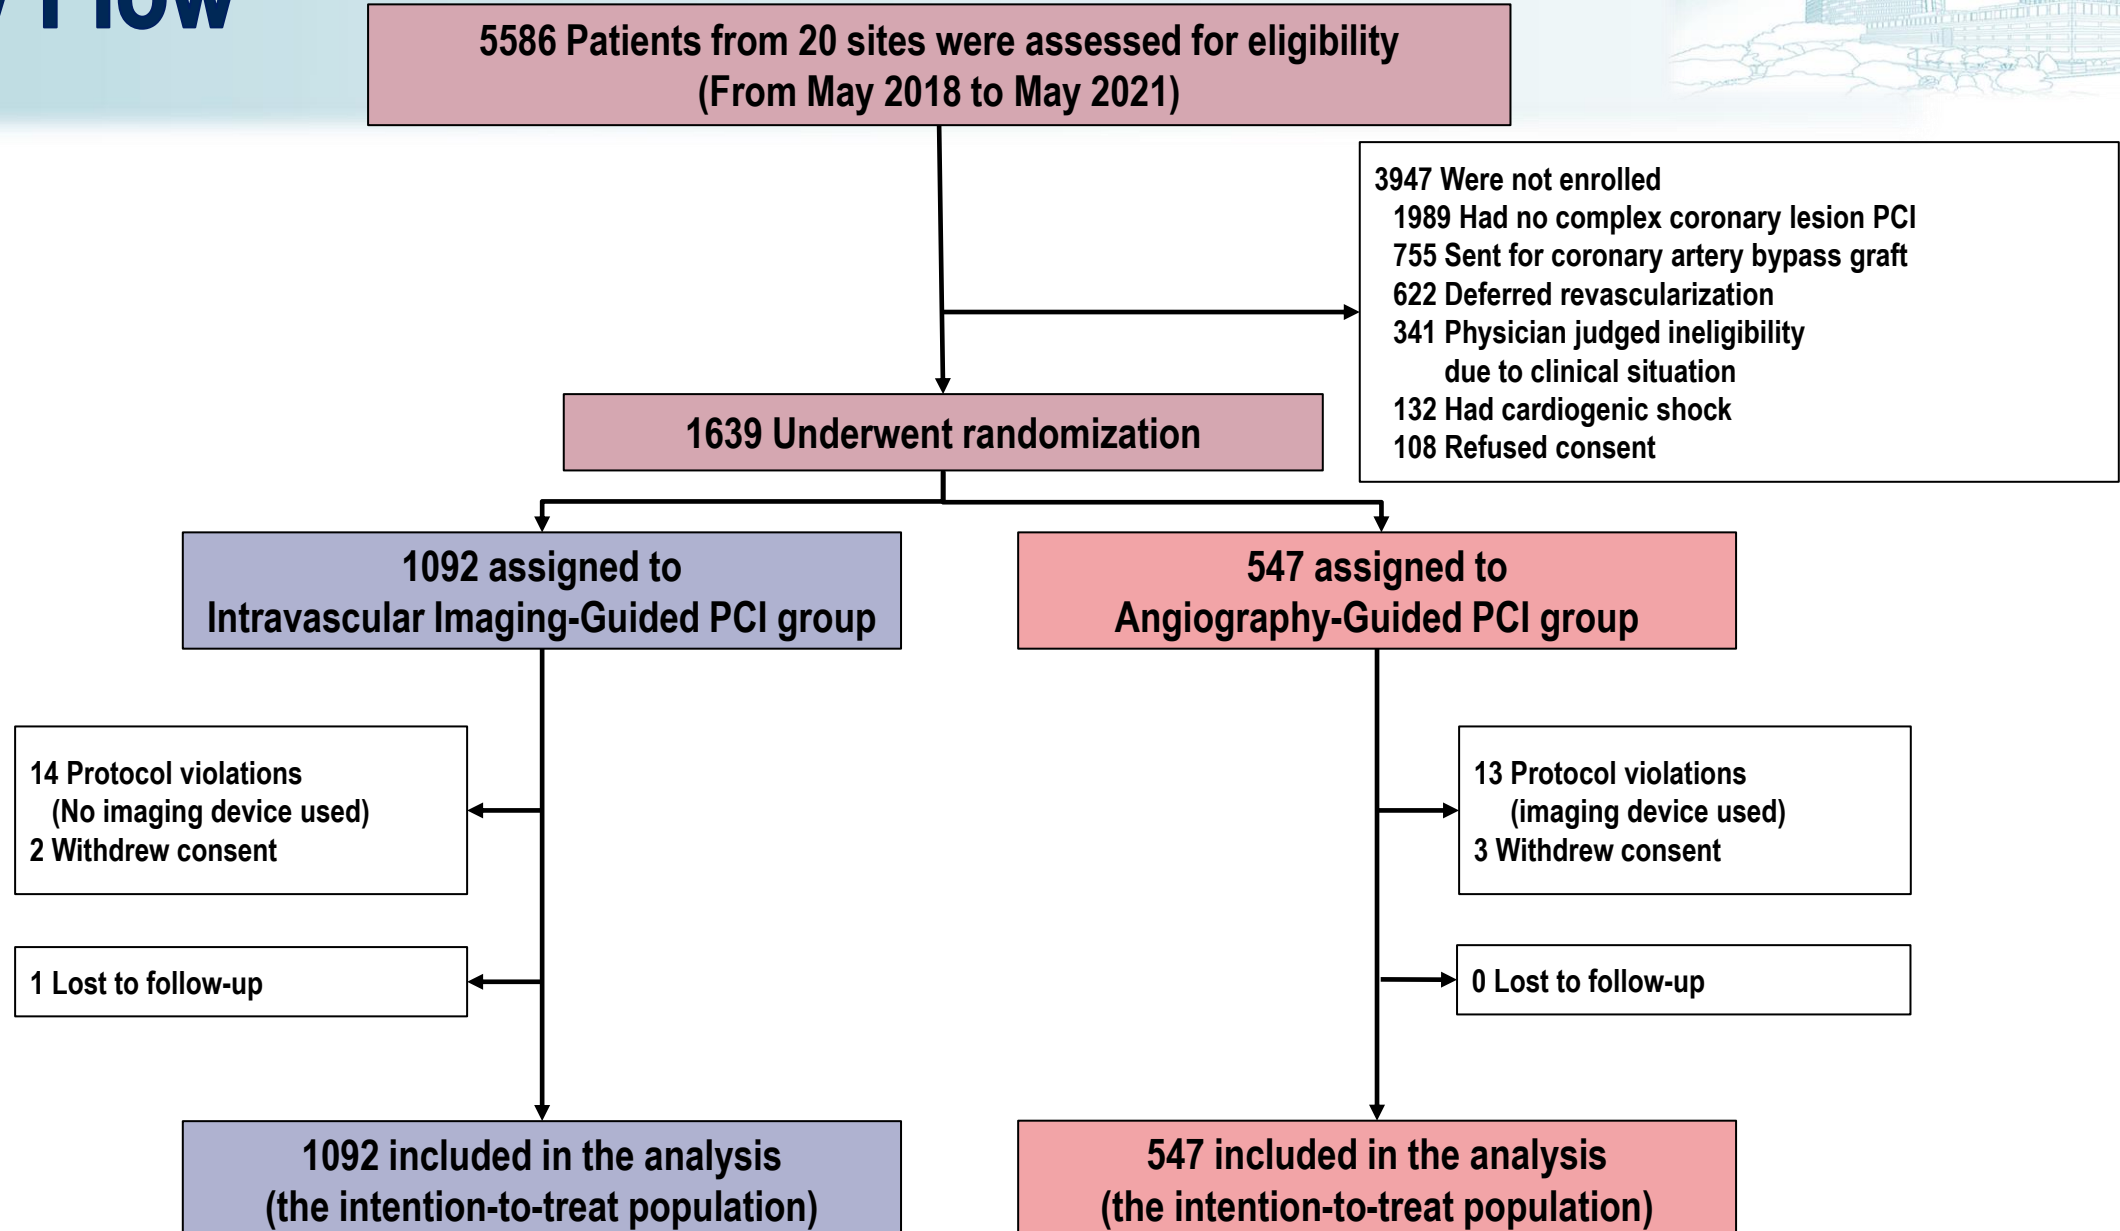 Flow
5586 Patients from 20 sites were assessed for eligibility
(From May 2018 to May 2021)
3947 Were not enrolled
1989 Had no complex coronary lesion PCI
755 Sent for coronary artery bypass graft
622 Deferred revascularization
341 Physician judged ineligibility
due to clinical situation
132 Had cardiogenic shock
108 Refused consent
1639 Underwent randomization
1092 assigned to
Intravascular Imaging-Guided PCI group
547 assigned to
Angiography-Guided PCI group
14 Protocol violations
(No imaging device used)
2 Withdrew consent
13 Protocol violations
(imaging device used)
3 Withdrew consent
1 Lost to follow-up
0 Lost to follow-up
1092 included in the analysis
(the intention-to-treat population)
547 included in the analysis
(the intention-to-treat population)